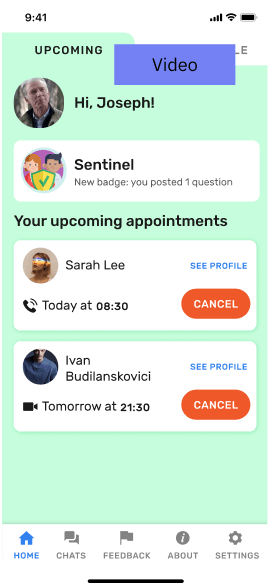 9:41
UPCOMING
Video
LE
Hi, Joseph!
Sentinel
New badge: you posted 1 question
Your upcoming appointments
Sarah Lee
SEE PROFILE
Today at 08:30
CANCEL
Ivan
Budilanskovici
SEE PROFILE
Tomorrow at 21:30
CANCEL
HOME CHATS FEEDBACK ABOUT SETTINGS